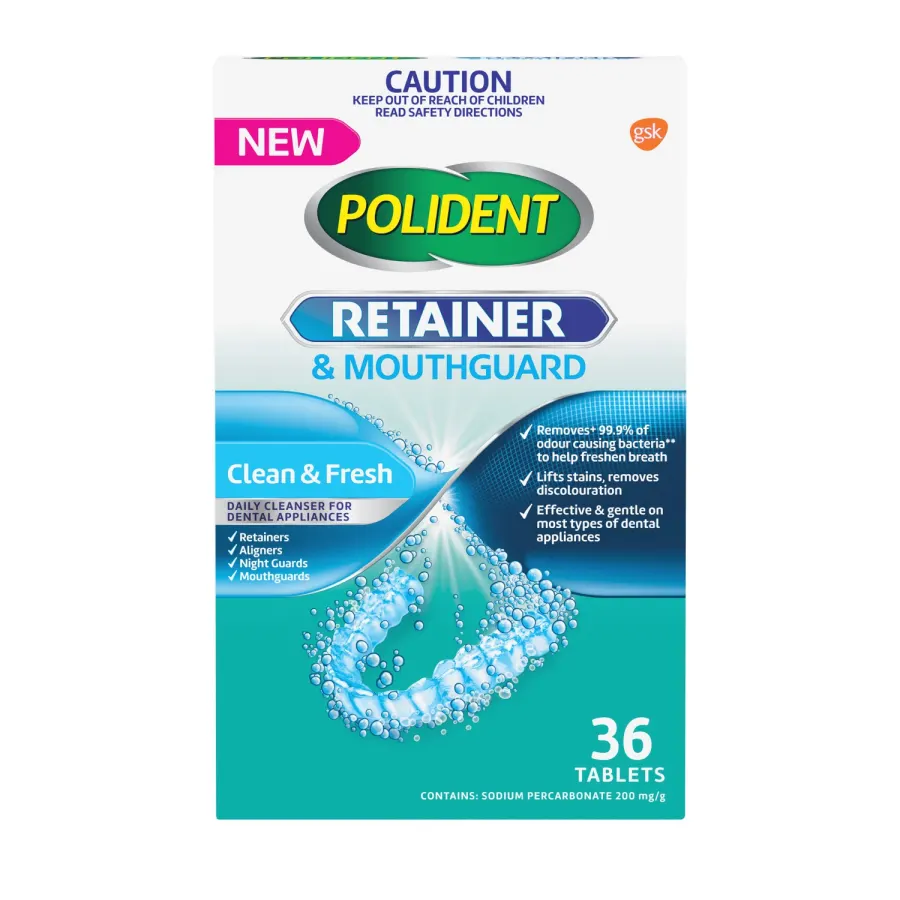 CAUTION
KEEP OUT OF REACH OF CHILDREN
READ SAFETY DIRECTIONS
NEW
gsk
POLIDENT
RETAINER
& MOUTHGUARD
Clean & Fresh
DAILY CLEANSER FOR
DENTAL APPLIANCES
✓ Retainers
✓ Aligners
✓ Night Guards
✓ Mouthguards
✓ Removes+ 99.9% of
odour causing bacteria**
to help freshen breath
✓ Lifts stains, removes
discolouration
✓ Effective & gentle on
most types of dental
appliances
36
TABLETS
CONTAINS: SODIUM PERCARBONATE 200 mg/g